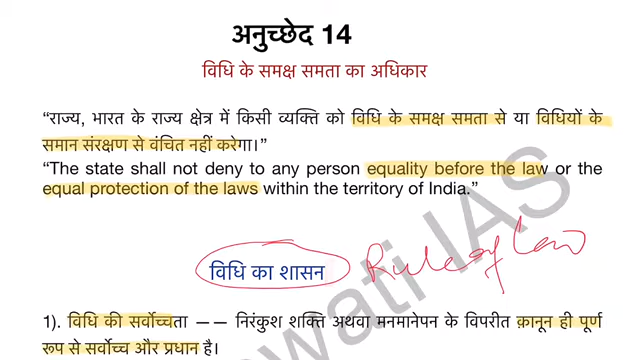 अनुच्छेद 14
विधि के समक्ष समता का अधिकार
“राज्य, भारत के राज्य क्षेत्र में किसी व्यक्ति को विधि के समक्ष समता से या विधियों के
समान संरक्षण से वंचित नहीं करेगा।”
“The state shall not deny to any person equality before the law or the
equal protection of the laws within the territory of India.”
विधि का शासन Rule of Law
1). विधि की सर्वोच्चता —— निरंकुश शक्ति अथवा मनमानेपन के विपरीत क़ानून ही पूर्ण
रूप से सर्वोच्च और प्रधान है।
IAS